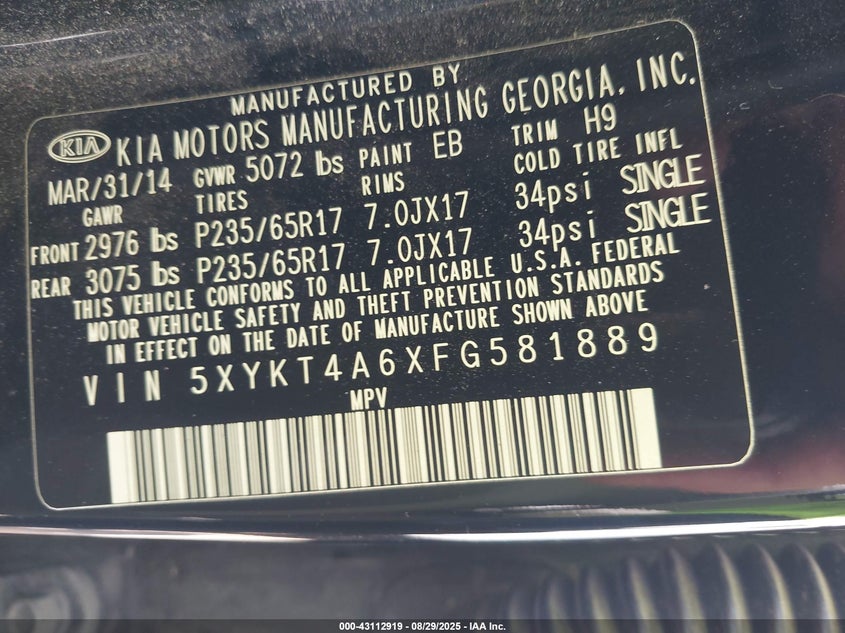 MANUFACTURED BY
KIA KIA MOTORS MANUFACTURING GEORGIA, INC.
MAR/31/14 GVWR 5072 lbs PAINT EB TRIM H9
GAWR TIRES RIMS COLD TIRE INFL
FRONT 2976 lbs P235/65R17 7.0JX17 34psi SINGLE
REAR 3075 lbs P235/65R17 7.0JX17 34psi SINGLE
THIS VEHICLE CONFORMS TO ALL APPLICABLE U.S.A. FEDERAL
MOTOR VEHICLE SAFETY AND THEFT PREVENTION STANDARDS
IN EFFECT ON THE DATE OF MANUFACTURE SHOWN ABOVE
VIN 5XYKT4A6XFG581889
MPV
000-43112919 - 08/29/2025 - IAA Inc.